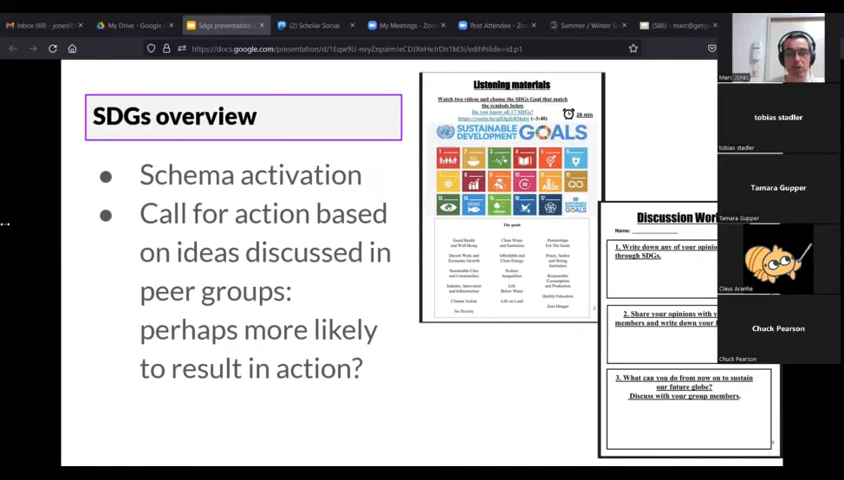 Inbox (69) - jones05
My Drive - Google D
Sdgs presentation
(2) Scholar Social
My Meetings - Zoom
Post Attendee - Zoom
Summer / Winter S
(586) - marc@getg
https://docs.google.com/presentation/d/
/edit#slide=id.p1
SDGs overview
● Schema activation
● Call for action based
on ideas discussed in
peer groups:
perhaps more likely
to result in action?
Listening materials
Watch two videos and choose the SDGs Goal that match
the symbols below
Do you know all 17 SDGs?
20 min
SUSTAINABLE
DEVELOPMENT
GOALS
The goals
Good Health
and Well-Being
Clean Water
and Sanitation
Partnerships
For The Goals
Decent Work and
Economic Growth
Affordable and
Clean Energy
Peace, Justice
and Strong
Institution
Sustainable Cities
and Communities
Reduce
Inequalities
Responsible
Consumption
and Production
Industry, Innovation
and Infrastructure
Life
Below Water
Quality Education
Climate Action
Life on Land
Zero Hunger
No Poverty
Discussion Wor
Name:
1. Write down any of your opinio
through SDGs.
2. Share your opinions with y
members and write down your
3. What can you do from now on to sustain
our future globe?
Discuss with your group members.
Marc Jones
tobias stadler
tobias stadler
Tamara Gupper
Tamara Gupper
Claus Aranha
Chuck Pearson
Chuck Pearson